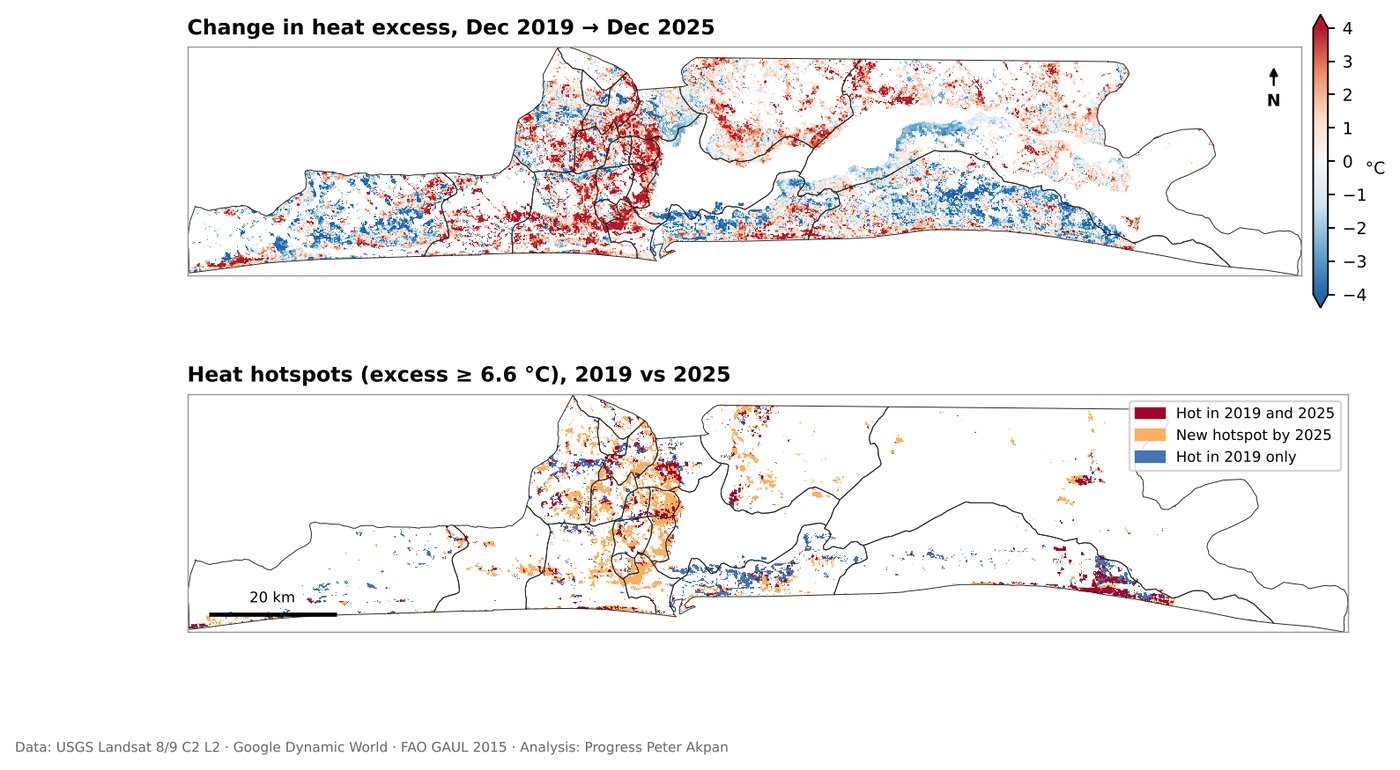 Change in heat excess, Dec 2019 → Dec 2025
4
3
2
1
0
−1
−2
−3
−4
°C
N
Heat hotspots (excess ≥ 6.6 °C), 2019 vs 2025
Hot in 2019 and 2025
New hotspot by 2025
Hot in 2019 only
20 km
Data: USGS Landsat 8/9 C2 L2 · Google Dynamic World · FAO GAUL 2015 · Analysis: Progress Peter Akpan